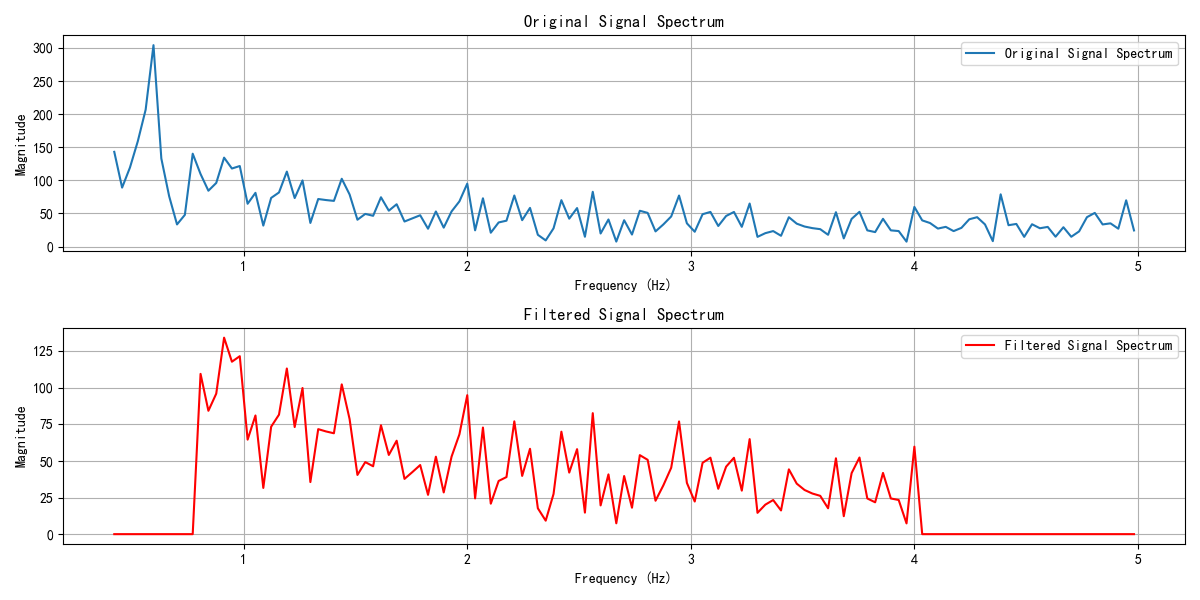 Original Signal Spectrum
Original Signal Spectrum
Magnitude
300
250
200
150
100
50
0
1 2 3 4 5
Frequency (Hz)
Filtered Signal Spectrum
Filtered Signal Spectrum
Magnitude
125
100
75
50
25
0
1 2 3 4 5
Frequency (Hz)